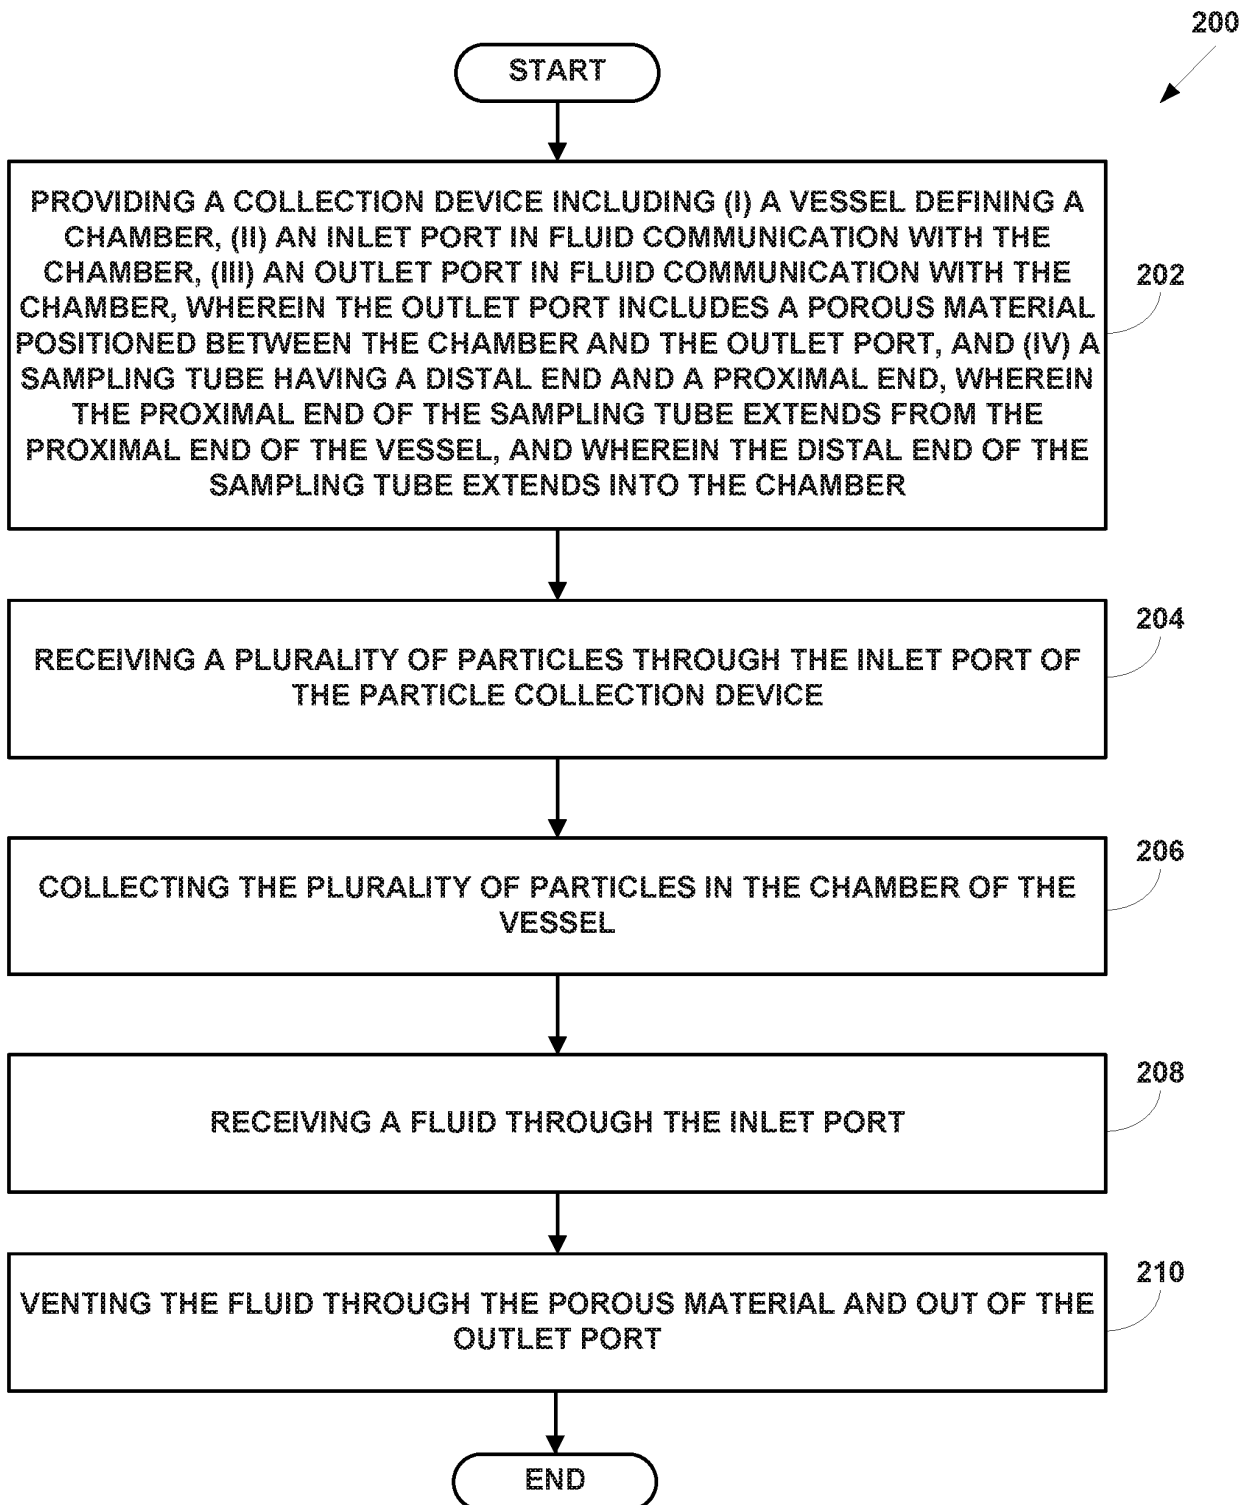 200
START
PROVIDING A COLLECTION DEVICE INCLUDING (I) A VESSEL DEFINING A
CHAMBER, (II) AN INLET PORT IN FLUID COMMUNICATION WITH THE
CHAMBER, (III) AN OUTLET PORT IN FLUID COMMUNICATION WITH THE
CHAMBER, WHEREIN THE OUTLET PORT INCLUDES A POROUS MATERIAL
POSITIONED BETWEEN THE CHAMBER AND THE OUTLET PORT, AND (IV) A
SAMPLING TUBE HAVING A DISTAL END AND A PROXIMAL END, WHEREIN
THE PROXIMAL END OF THE SAMPLING TUBE EXTENDS FROM THE
PROXIMAL END OF THE VESSEL, AND WHEREIN THE DISTAL END OF THE
SAMPLING TUBE EXTENDS INTO THE CHAMBER
202
RECEIVING A PLURALITY OF PARTICLES THROUGH THE INLET PORT OF
THE PARTICLE COLLECTION DEVICE
204
COLLECTING THE PLURALITY OF PARTICLES IN THE CHAMBER OF THE
VESSEL
206
RECEIVING A FLUID THROUGH THE INLET PORT
208
VENTING THE FLUID THROUGH THE POROUS MATERIAL AND OUT OF THE
OUTLET PORT
210
END